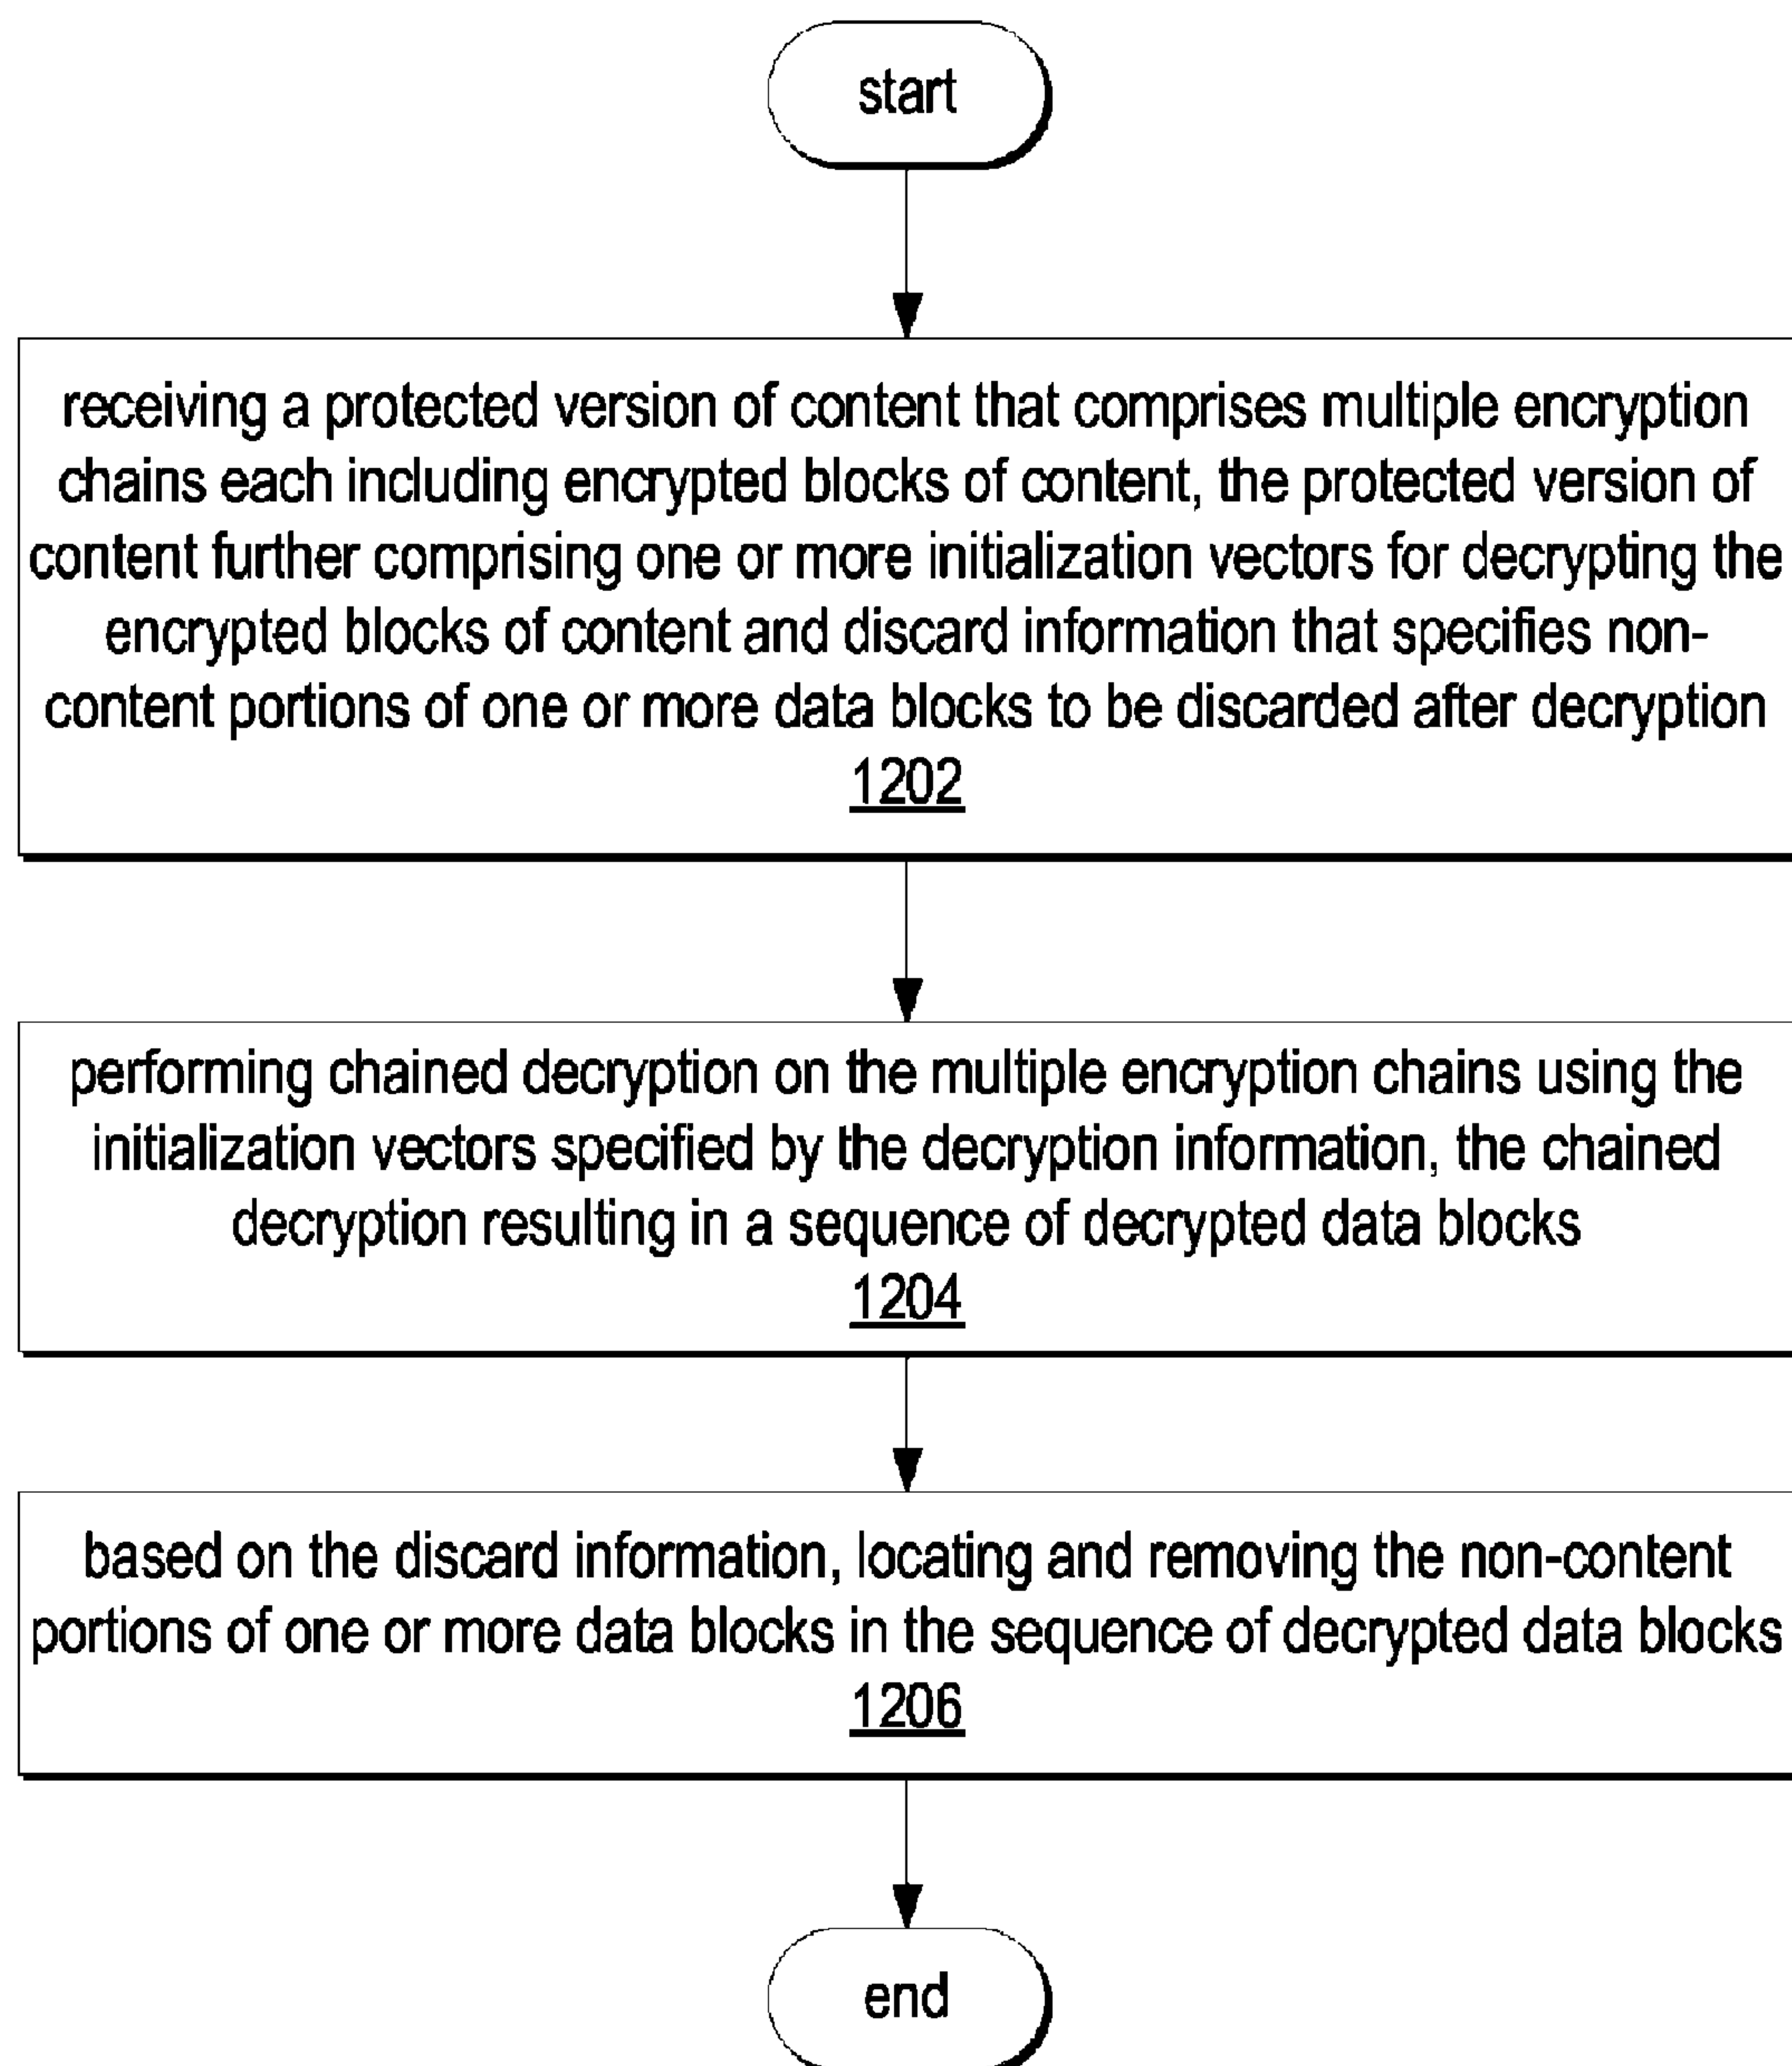 start
receiving a protected version of content that comprises multiple encryption
chains each including encrypted blocks of content, the protected version of
content further comprising one or more initialization vectors for decrypting the
encrypted blocks of content and discard information that specifies non-
content portions of one or more data blocks to be discarded after decryption
1202
performing chained decryption on the multiple encryption chains using the
initialization vectors specified by the decryption information, the chained
decryption resulting in a sequence of decrypted data blocks
1204
based on the discard information, locating and removing the non-content
portions of one or more data blocks in the sequence of decrypted data blocks
1206
end